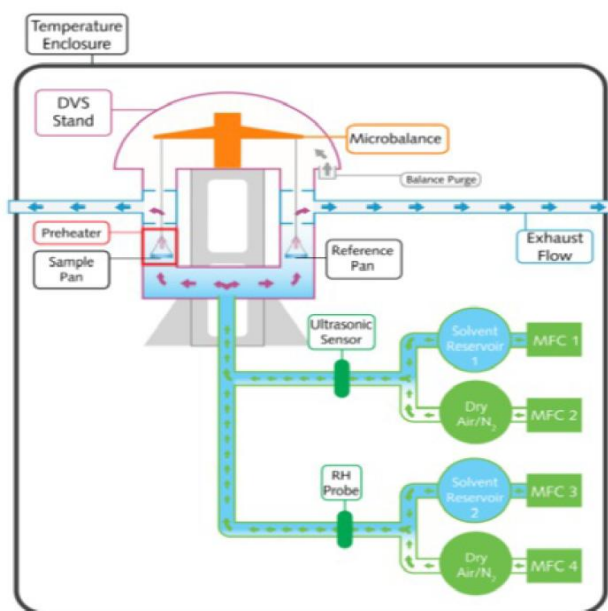 Temperature
Enclosure
DVS
Stand
Microbalance
Balance Purge
Preheater
Sample
Pan
Reference
Pan
Exhaust
Flow
Ultrasonic
Sensor
Solvent
Reservoir
1
MFC 1
Dry
Air/N₂
MFC 2
RH
Probe
Solvent
Reservoir
2
MFC 3
Dry
Air/N₂
MFC 4